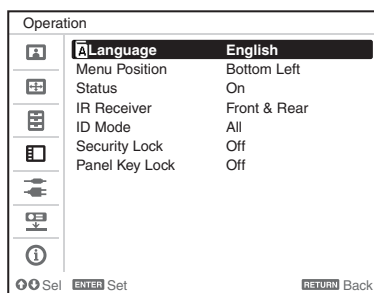 Operation
A Language English
Menu Position Bottom Left
Status On
IR Receiver Front & Rear
ID Mode All
Security Lock Off
Panel Key Lock Off
Sel ENTER Set RETURN Back